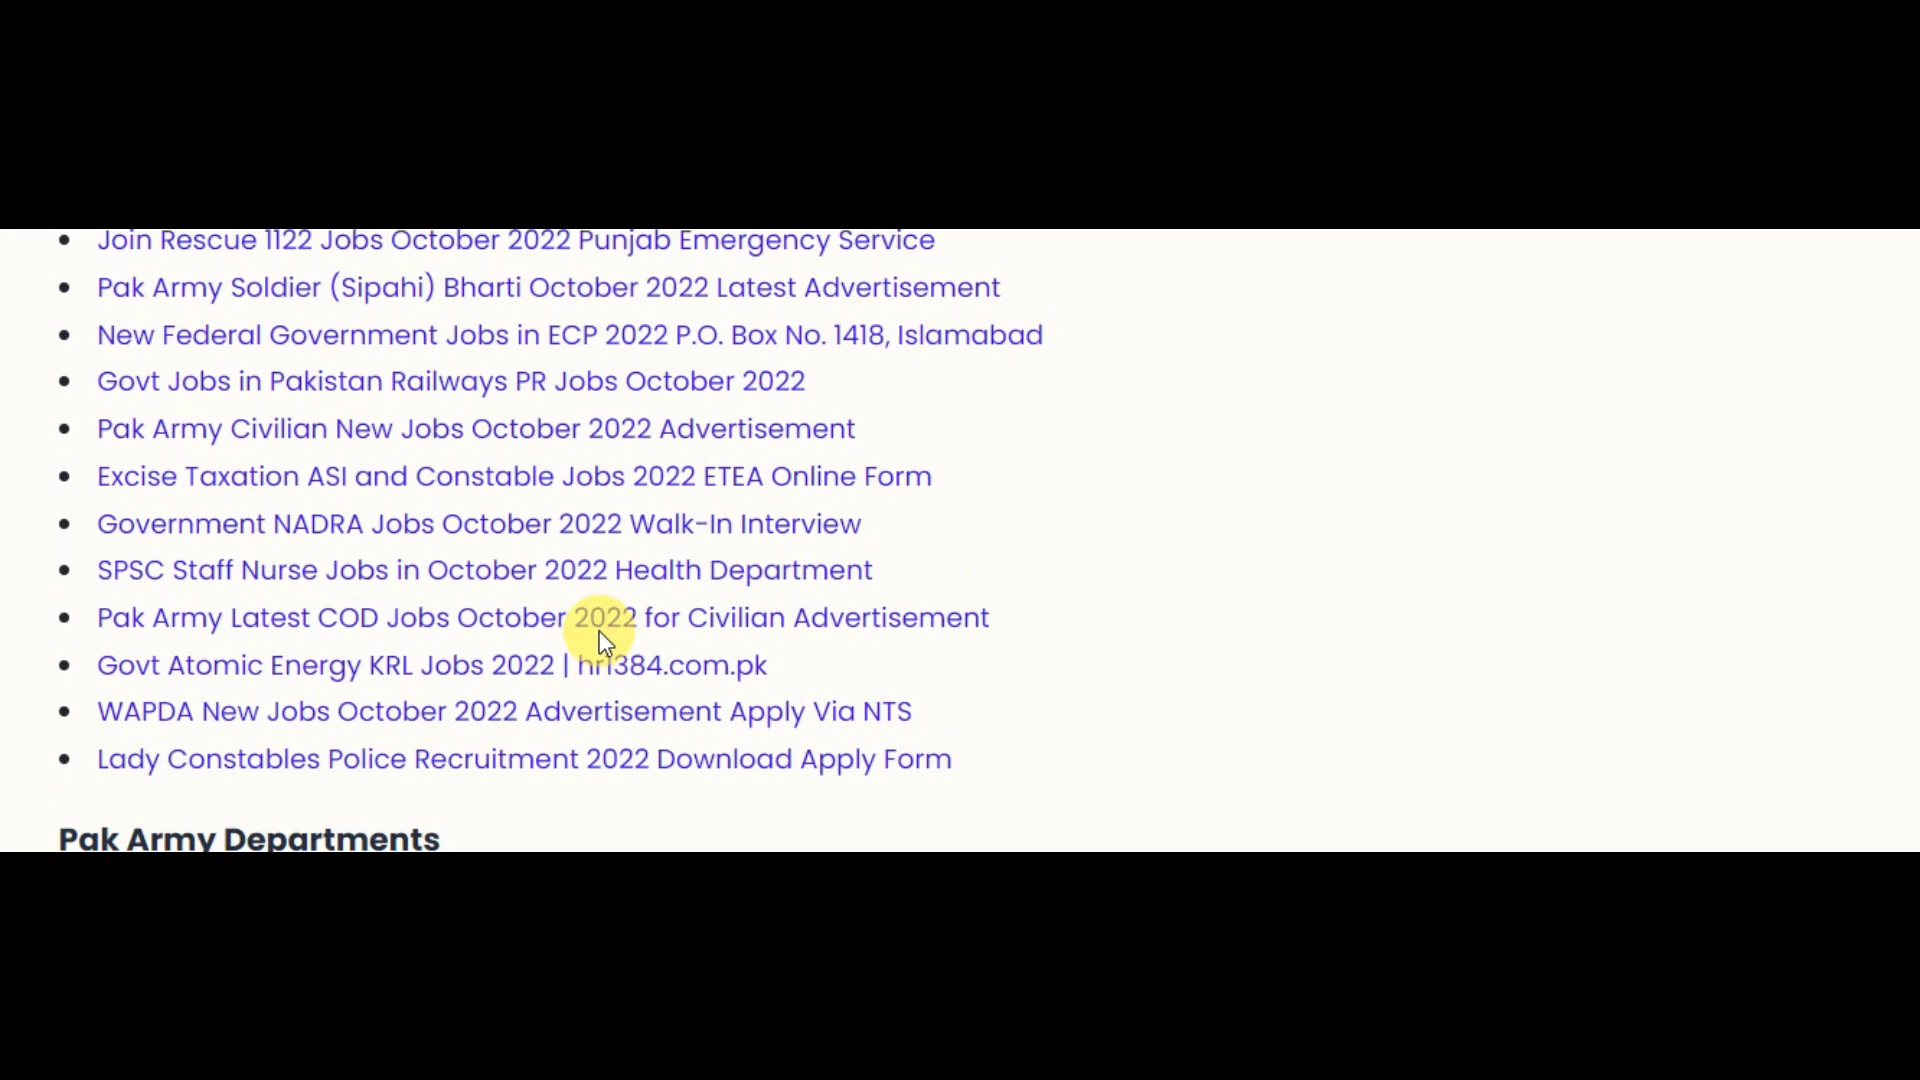 Join Rescue 1122 Jobs October 2022 Punjab Emergency Service
Pak Army Soldier (Sipahi) Bharti October 2022 Latest Advertisement
New Federal Government Jobs in ECP 2022 P.O. Box No. 1418, Islamabad
Govt Jobs in Pakistan Railways PR Jobs October 2022
Pak Army Civilian New Jobs October 2022 Advertisement
Excise Taxation ASI and Constable Jobs 2022 ETEA Online Form
Government NADRA Jobs October 2022 Walk-In Interview
SPSC Staff Nurse Jobs in October 2022 Health Department
Pak Army Latest COD Jobs October 2022 for Civilian Advertisement
Govt Atomic Energy KRL Jobs 2022 |
WAPDA New Jobs October 2022 Advertisement Apply Via NTS
Lady Constables Police Recruitment 2022 Download Apply Form
Pak Army Departments